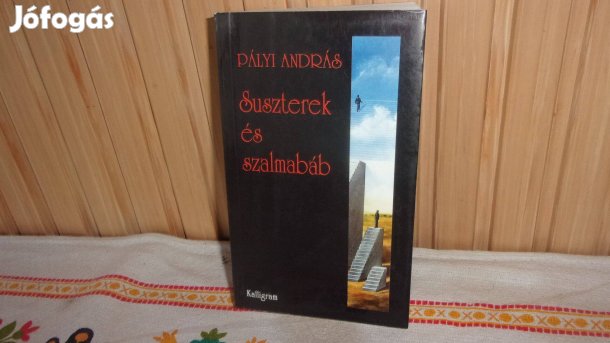 Jófogás
PÁLYI ANDRÁS
Suszterek
és
szalmabáb
Kalligram